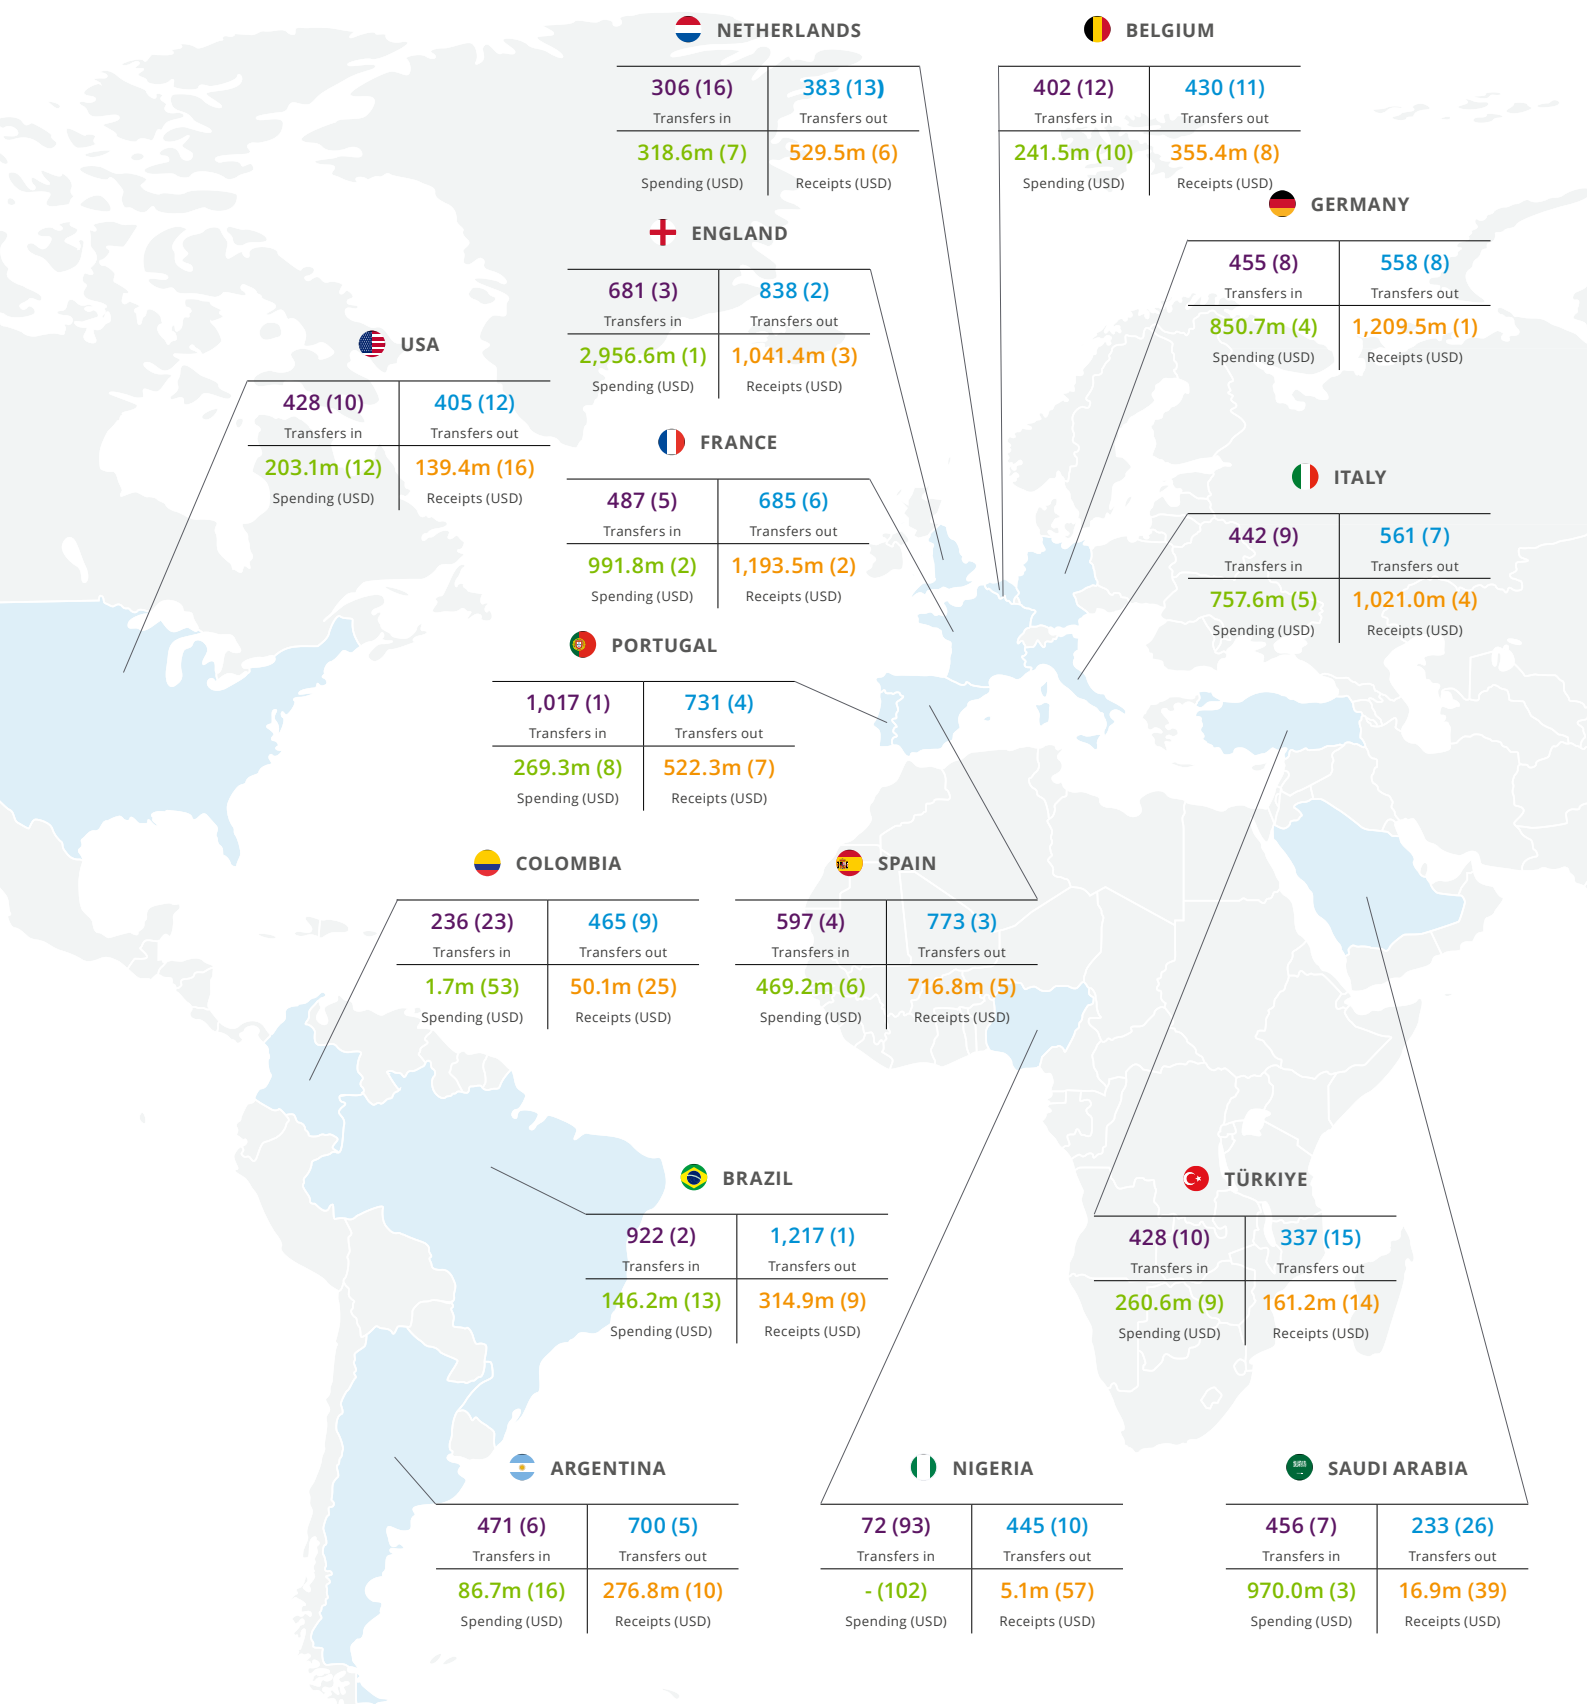 NETHERLANDS
306 (16) 383 (13)
Transfers in Transfers out
318.6m (7) 529.5m (6)
Spending (USD) Receipts (USD)
BELGIUM
402 (12) 430 (11)
Transfers in Transfers out
241.5m (10) 355.4m (8)
Spending (USD) Receipts (USD)
GERMANY
455 (8) 558 (8)
Transfers in Transfers out
850.7m (4) 1,209.5m (1)
Spending (USD) Receipts (USD)
ENGLAND
681 (3) 838 (2)
Transfers in Transfers out
2,956.6m (1) 1,041.4m (3)
Spending (USD) Receipts (USD)
USA
428 (10) 405 (12)
Transfers in Transfers out
203.1m (12) 139.4m (16)
Spending (USD) Receipts (USD)
FRANCE
487 (5) 685 (6)
Transfers in Transfers out
991.8m (2) 1,193.5m (2)
Spending (USD) Receipts (USD)
ITALY
442 (9) 561 (7)
Transfers in Transfers out
757.6m (5) 1,021.0m (4)
Spending (USD) Receipts (USD)
PORTUGAL
1,017 (1) 731 (4)
Transfers in Transfers out
269.3m (8) 522.3m (7)
Spending (USD) Receipts (USD)
COLOMBIA
236 (23) 465 (9)
Transfers in Transfers out
1.7m (53) 50.1m (25)
Spending (USD) Receipts (USD)
SPAIN
597 (4) 773 (3)
Transfers in Transfers out
469.2m (6) 716.8m (5)
Spending (USD) Receipts (USD)
BRAZIL
922 (2) 1,217 (1)
Transfers in Transfers out
146.2m (13) 314.9m (9)
Spending (USD) Receipts (USD)
TÜRKIYE
428 (10) 337 (15)
Transfers in Transfers out
260.6m (9) 161.2m (14)
Spending (USD) Receipts (USD)
ARGENTINA
471 (6) 700 (5)
Transfers in Transfers out
86.7m (16) 276.8m (10)
Spending (USD) Receipts (USD)
NIGERIA
72 (93) 445 (10)
Transfers in Transfers out
- (102) 5.1m (57)
Spending (USD) Receipts (USD)
SAUDI ARABIA
456 (7) 233 (26)
Transfers in Transfers out
970.0m (3) 16.9m (39)
Spending (USD) Receipts (USD)